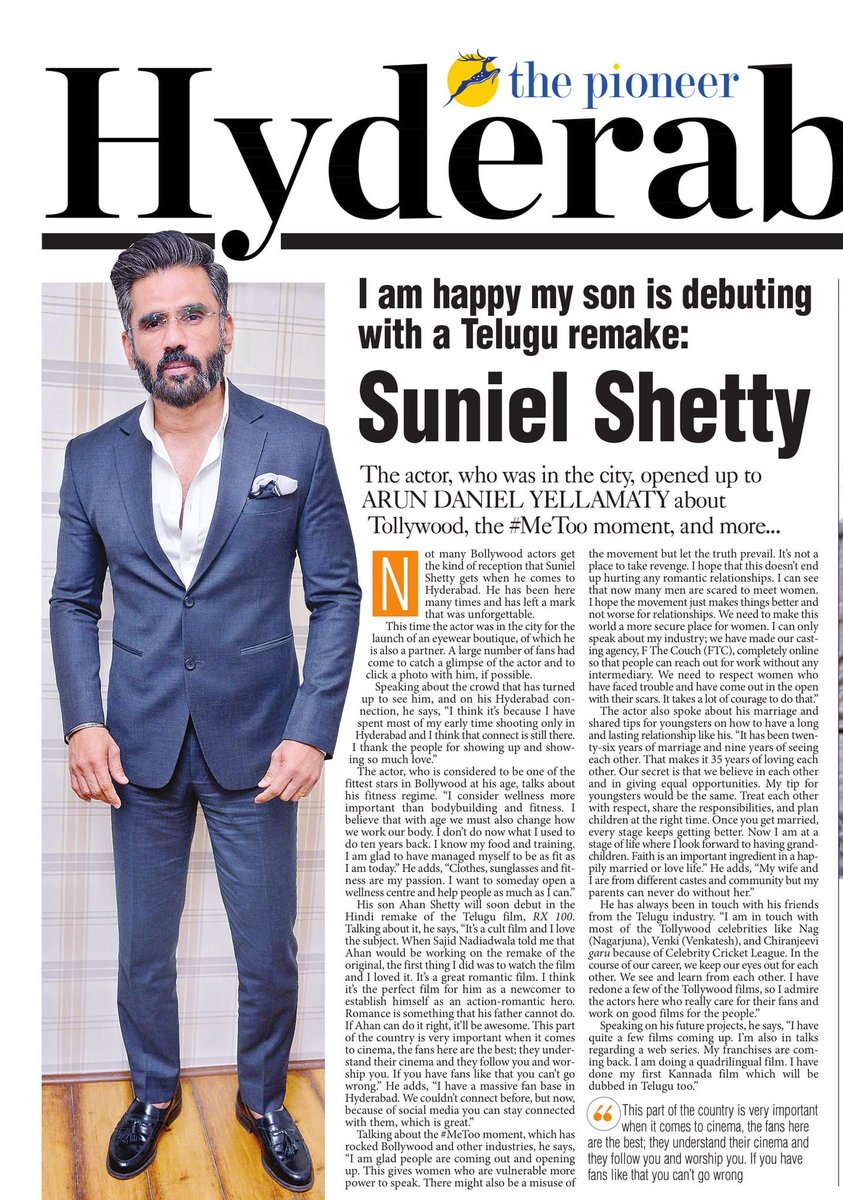 the pioneer
Hyderab
I am happy my son is debuting
with a Telugu remake:
Suniel Shetty
The actor, who was in the city, opened up to
ARUN DANIEL YELLAMATY about
Tollywood, the #MeToo moment, and more...
Not many Bollywood actors get
the kind of reception that Suniel
Shetty gets when he comes to
Hyderabad. He has been here
many times and has left a mark
that was unforgettable.
This time the actor was in the city for the
launch of an eyewear boutique, of which he
is also a partner. A large number of fans had
come to catch a glimpse of the actor and to
click a photo with him, if possible.
Speaking about the crowd that has turned
up to see him, and on his Hyderabad con-
nection, he says, “I think it’s because I have
spent most of my early time shooting only in
Hyderabad and I think that connect is still there.
I thank the people for showing up and show-
ing so much love.”
The actor, who is considered to be one of the
fittest stars in Bollywood at his age, talks about
his fitness regime. “I consider wellness more
important than bodybuilding and fitness. I
believe that with age we must also change how
we work our body. I don’t do now what I used to
do ten years back. I know my food and training.
I am glad to have managed myself to be as fit as
I am today.” He adds, “Clothes, sunglasses and fit-
ness are my passion. I want to someday open a
wellness centre and help people as much as I can.”
His son Ahan Shetty will soon debut in the
Hindi remake of the Telugu film, RX 100.
Talking about it, he says, “It’s a cult film and I love
the subject. When Sajid Nadiadwala told me that
Ahan would be working on the remake of the
original, the first thing I did was to watch the film
and I loved it. It’s a great romantic film. I think
it’s the perfect film for him as a newcomer to
establish himself as an action-romantic hero.
Romance is something that his father cannot do.
If Ahan can do it right, it’ll be awesome. This part
of the country is very important when it comes to
cinema, the fans here are the best; they under-
stand their cinema and they follow you and wor-
ship you. If you have fans like that you can’t go
wrong.” He adds, “I have a massive fan base in
Hyderabad. We couldn’t connect before, but now,
because of social media you can stay connected
with them, which is great.”
Talking about the #MeToo moment, which has
rocked Bollywood and other industries, he says,
“I am glad people are coming out and opening
up. This gives women who are vulnerable more
power to speak. There might also be a misuse of
the movement but let the truth prevail. It’s not a
place to take revenge. I hope that this doesn’t end
up hurting any romantic relationships. I can see
that now many men are scared to meet women.
I hope the movement just makes things better and
not worse for relationships. We need to make this
world a more secure place for women. I can only
speak about my industry; we have made our cast-
ing agency, F The Couch (FTC), completely online
so that people can reach out for work without any
intermediary. We need to respect women who
have faced trouble and have come out in the open
with their scars. It takes a lot of courage to do that.”
The actor also spoke about his marriage and
shared tips for youngsters on how to have a long
and lasting relationship like his. “It has been twen-
ty-six years of marriage and nine years of seeing
each other. That makes it 35 years of loving each
other. Our secret is that we believe in each other
and in giving equal opportunities. My tip for
youngsters would be the same. Treat each other
with respect, share the responsibilities, and plan
children at the right time. Once you get married,
every stage keeps getting better. Now I am at a
stage of life where I look forward to having grand-
children. Faith is an important ingredient in a hap-
pily married or love life.” He adds, “My wife and
I are from different castes and community but my
parents can never do without her.”
He has always been in touch with his friends
from the Telugu industry. “I am in touch with
most of the Tollywood celebrities like Nag
(Nagarjuna), Venki (Venkatesh), and Chiranjeevi
garu because of Celebrity Cricket League. In the
course of our career, we keep our eyes out for each
other. We see and learn from each other. I have
redone a few of the Tollywood films, so I admire
the actors here who really care for their fans and
work on good films for the people.”
Speaking on his future projects, he says, “I have
quite a few films coming up. I’m also in talks
regarding a web series. My franchises are com-
ing back. I am doing a quadrilingual film. I have
done my first Kannada film which will be
dubbed in Telugu too.”
“ This part of the country is very important
when it comes to cinema, the fans here
are the best; they understand their cinema and
they follow you and worship you. If you have
fans like that you can’t go wrong